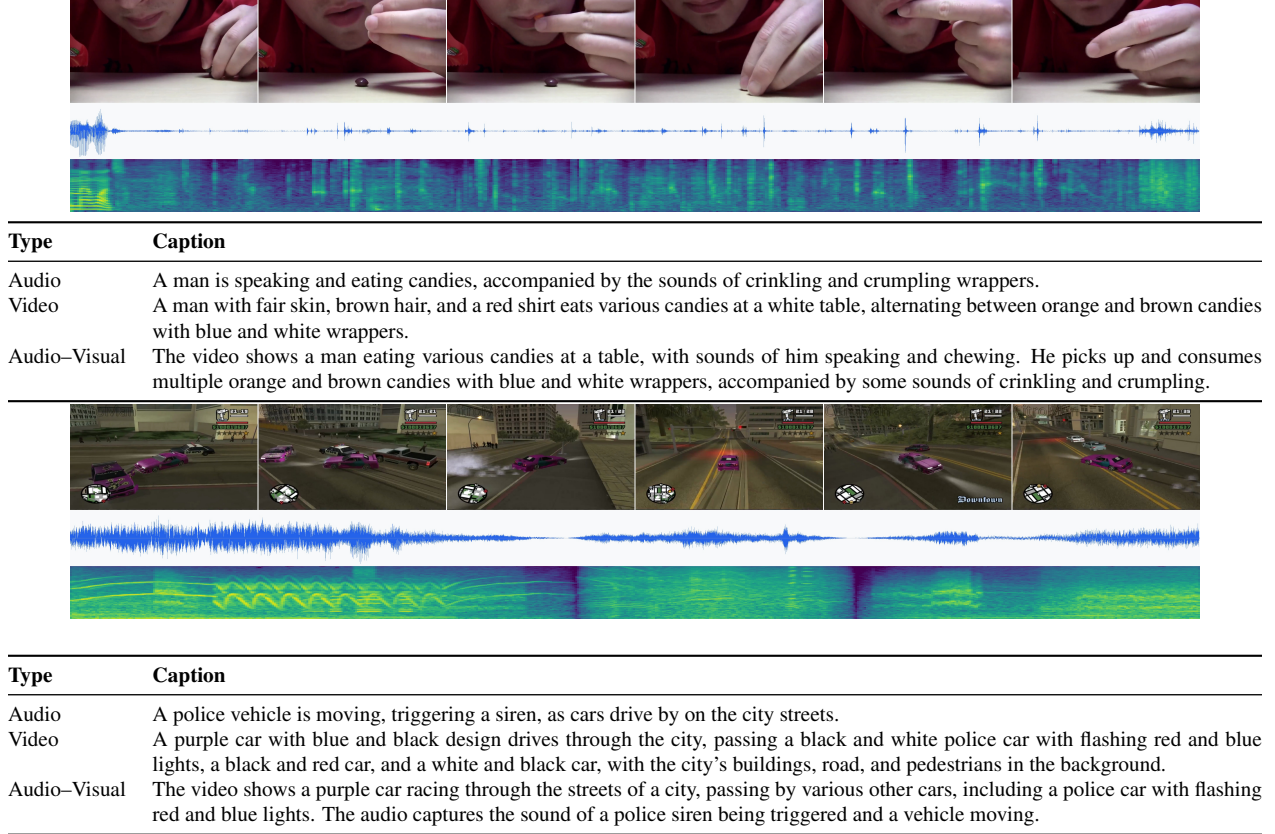 Type Caption
Audio A man is speaking and eating candies, accompanied by the sounds of crinkling and crumpling wrappers.
Video A man with fair skin, brown hair, and a red shirt eats various candies at a white table, alternating between orange and brown candies
with blue and white wrappers.
Audio–Visual The video shows a man eating various candies at a table, with sounds of him speaking and chewing. He picks up and consumes
multiple orange and brown candies with blue and white wrappers, accompanied by some sounds of crinkling and crumpling.
Downtown
Type Caption
Audio A police vehicle is moving, triggering a siren, as cars drive by on the city streets.
Video A purple car with blue and black design drives through the city, passing a black and white police car with flashing red and blue
lights, a black and red car, and a white and black car, with the city's buildings, road, and pedestrians in the background.
Audio–Visual The video shows a purple car racing through the streets of a city, passing by various other cars, including a police car with flashing
red and blue lights. The audio captures the sound of a police siren being triggered and a vehicle moving.